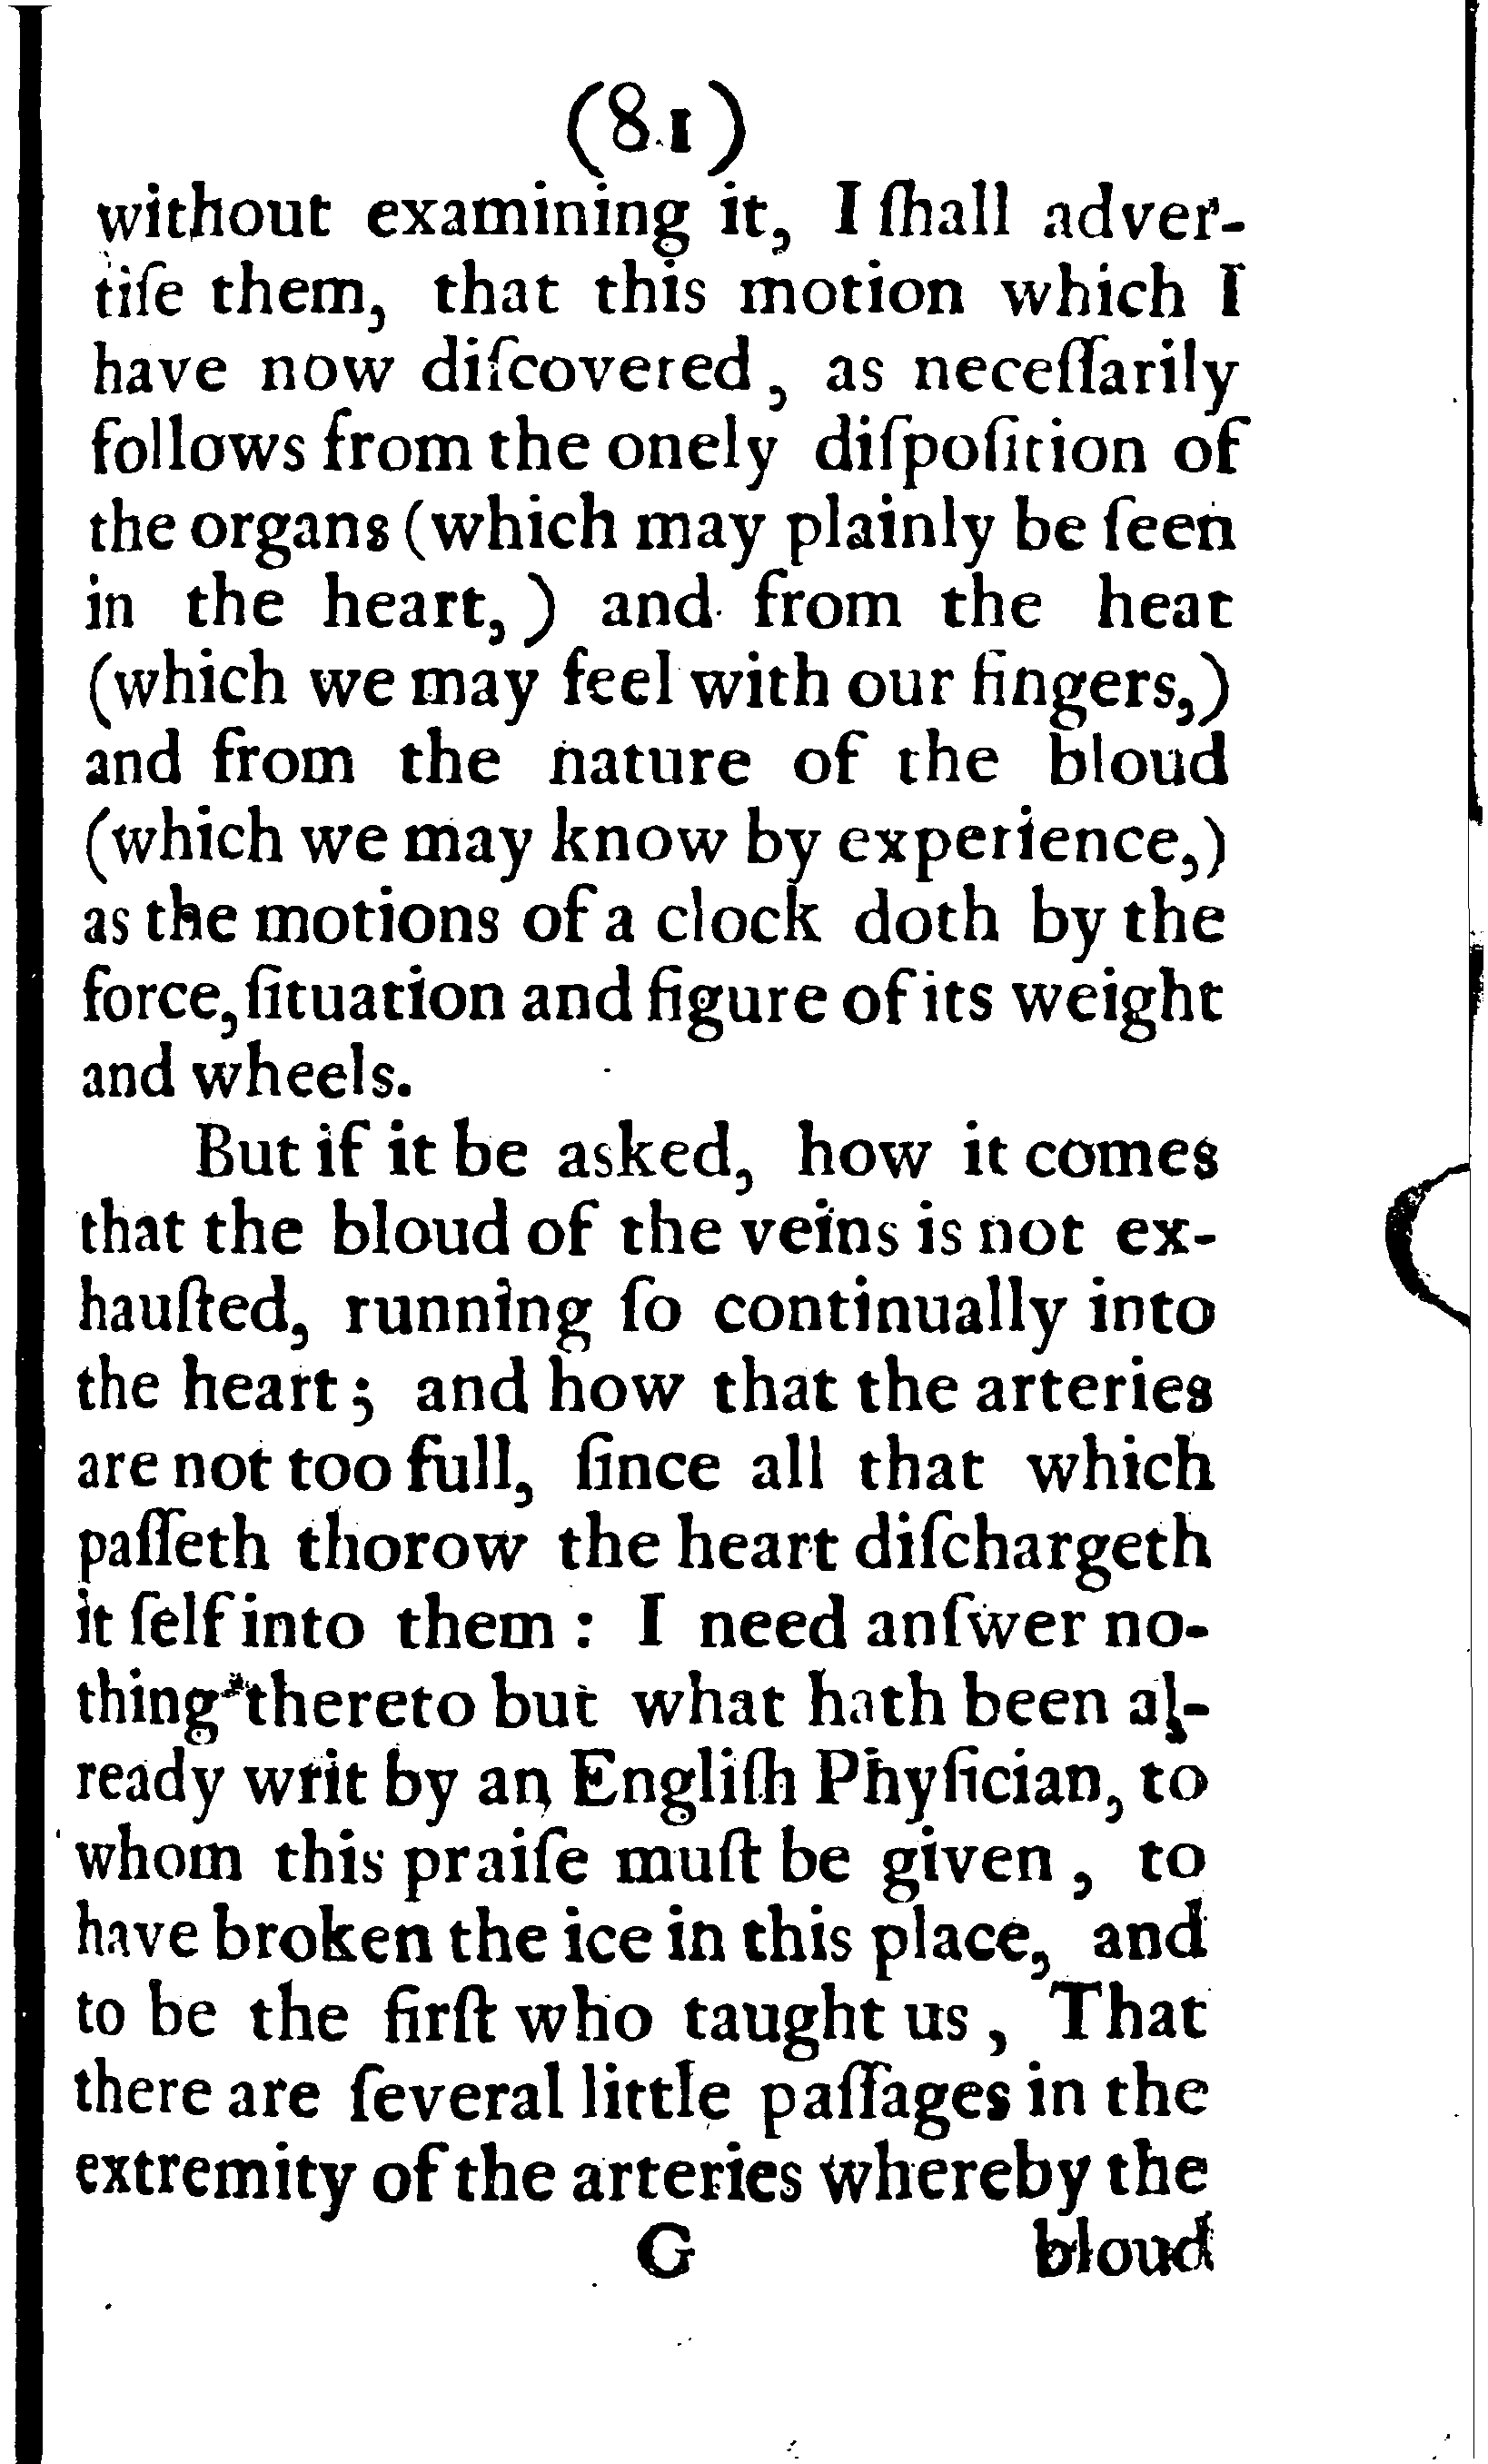 (81)
without examining it, I ſhall adver-
tiſe them, that this motion which I
have now diſcovered, as neceſſarily
follows from the onely diſpoſition of
the organs (which may plainly be ſeen
in the heart,) and from the heat
(which we may feel with our fingers,)
and from the nature of the bloud
(which we may know by experience,)
as the motions of a clock doth by the
force, ſituation and figure of its weight
and wheels.
But if it be asked, how it comes
that the bloud of the veins is not ex-
hauſted, running ſo continually into
the heart; and how that the arteries
are not too full, ſince all that which
paſſeth thorow the heart diſchargeth
it ſelf into them: I need anſwer no-
thing thereto but what hath been al-
ready writ by an Engliſh Phyſician, to
whom this praiſe muſt be given, to
have broken the ice in this place, and
to be the firſt who taught us, That
there are ſeveral little paſſages in the
extremity of the arteries whereby the
G bloud